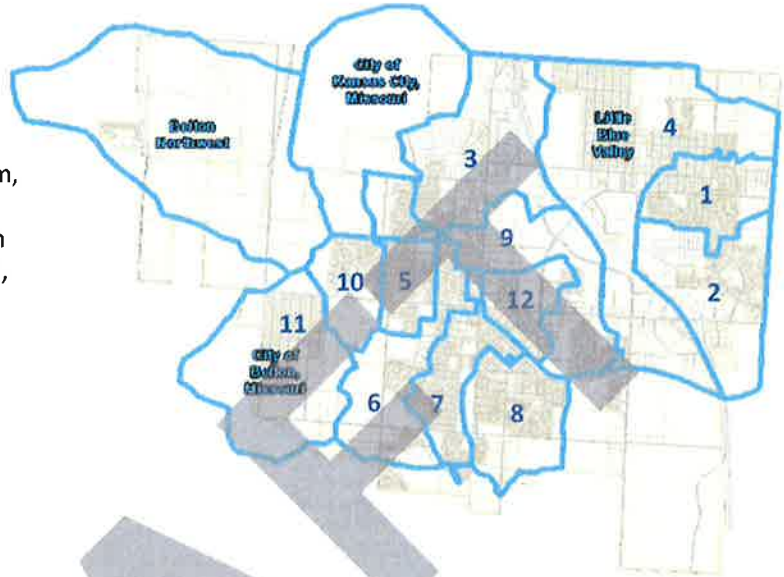 City of
Kansas City,
Missouri
Belton
Northwest
Little
Blue
Valley
4
3
1
m,
9
2
10
5
12
11
City of
Belton,
Missouri
6
7
8